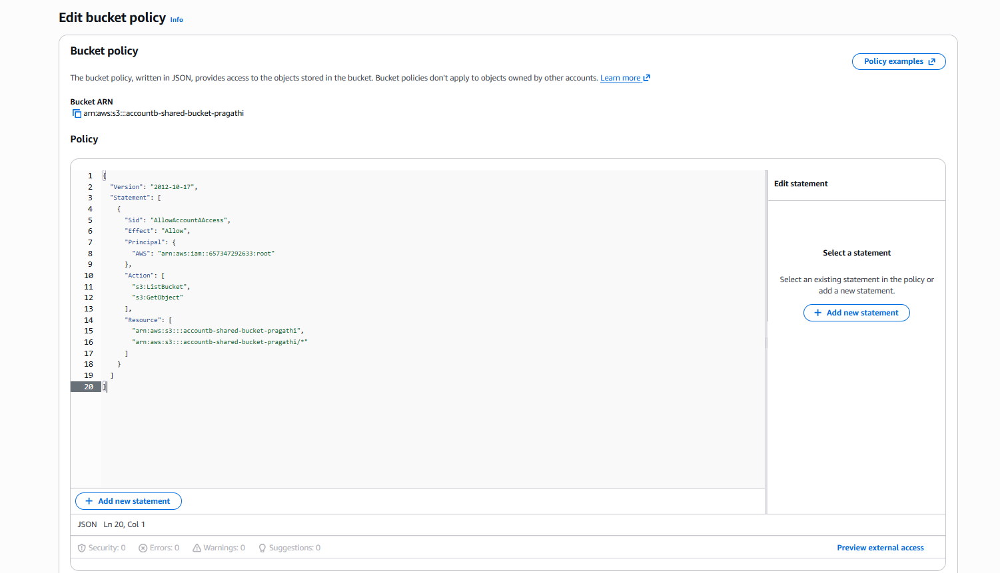 Edit bucket policy Info
Bucket policy
Policy examples
The bucket policy, written in JSON, provides access to the objects stored in the bucket. Bucket policies don't apply to objects owned by other accounts. Learn more
Bucket ARN
arn:aws:s3:::accountb-shared-bucket-pragathi
Policy
1 {
2 "Version": "2012-10-17",
3 "Statement": [
4 {
5 "Sid": "AllowAccountAAccess",
6 "Effect": "Allow",
7 "Principal": {
8 "AWS": "arn:aws:iam::657347292633:root"
9 },
10 "Action": [
11 "s3:ListBucket",
12 "s3:GetObject"
13 ],
14 "Resource": [
15 "arn:aws:s3:::accountb-shared-bucket-pragathi",
16 "arn:aws:s3:::accountb-shared-bucket-pragathi/*"
17 ]
18 }
19 ]
20 }
Edit statement
Select a statement
Select an existing statement in the policy or
add a new statement.
+ Add new statement
+ Add new statement
JSON Ln 20, Col 1
Security: 0 Errors: 0 Warnings: 0 Suggestions: 0
Preview external access